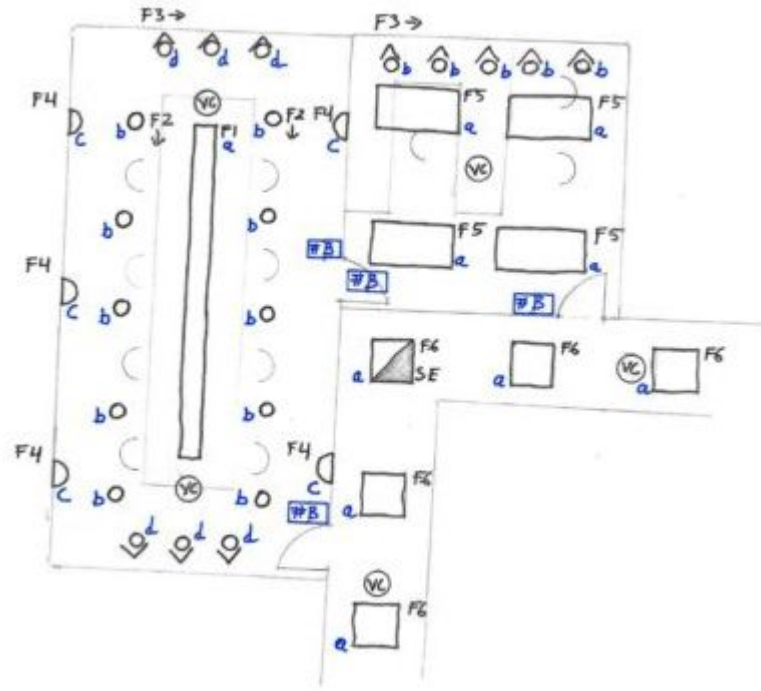 F3→ F3→
d d d
b b b b b
F4 VC F5 F5
c b F2↓ F1 b F2↓ F4 a a
a c
VC
b b
F5 F5
#B a a
F4 #B
c b b #B
F6 F6 VC F6
a SE a a
b b
F4 F4 F6
c b VC b c a
#B
d d d
VC
F6
a